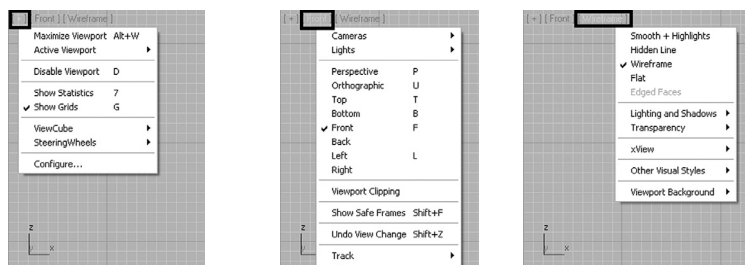 [ + ] [ Front ] [ Wireframe ]
Maximize Viewport Alt+W
Active Viewport
Disable Viewport D
Show Statistics 7
Show Grids G
ViewCube
SteeringWheels
Configure...
z
y x
[ + ] [ Front ] [ Wireframe ]
Cameras
Lights
Perspective P
Orthographic U
Top T
Bottom B
Front F
Back
Left L
Right
Viewport Clipping
Show Safe Frames Shift+F
Undo View Change Shift+Z
Track
z
y x
[ + ] [ Front ] [ Wireframe ]
Smooth + Highlights
Hidden Line
Wireframe
Flat
Edged Faces
Lighting and Shadows
Transparency
xView
Other Visual Styles
Viewport Background
z
y x